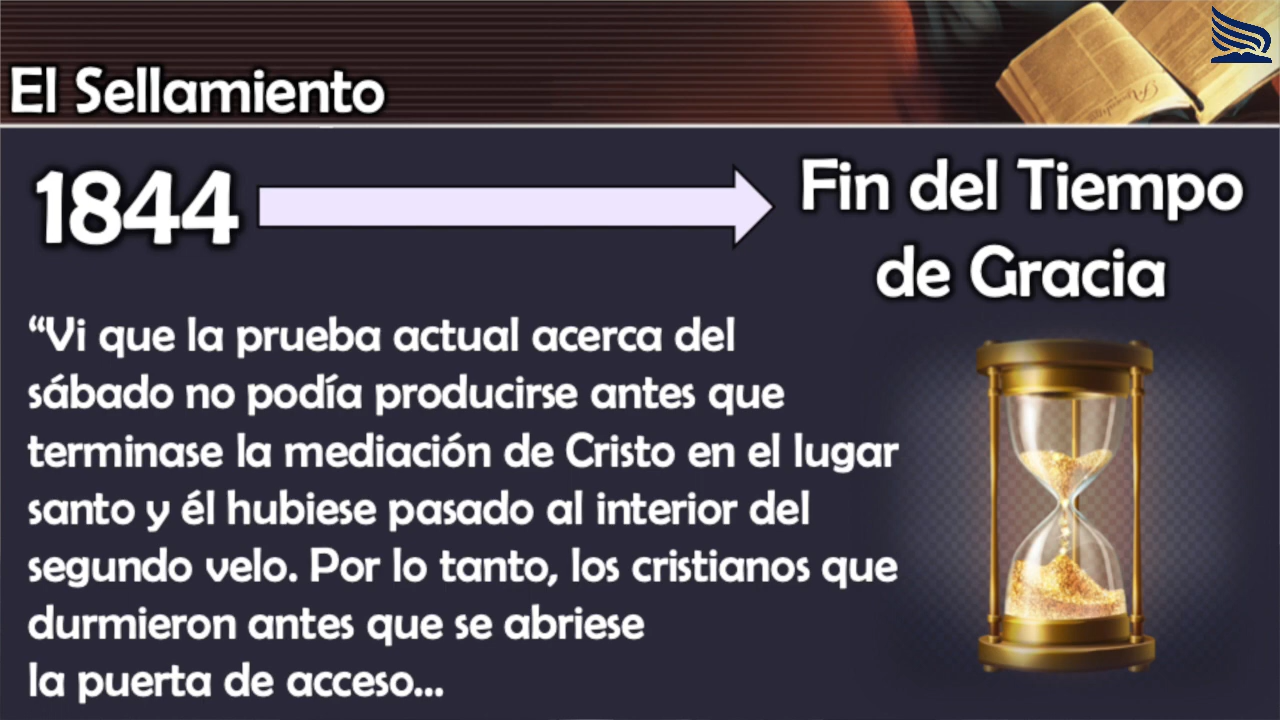 El Sellamiento
1844
Fin del Tiempo
de Gracia
“Vi que la prueba actual acerca del
sábado no podía producirse antes que
terminase la mediación de Cristo en el lugar
santo y él hubiese pasado al interior del
segundo velo. Por lo tanto, los cristianos que
durmieron antes que se abriese
la puerta de acceso...